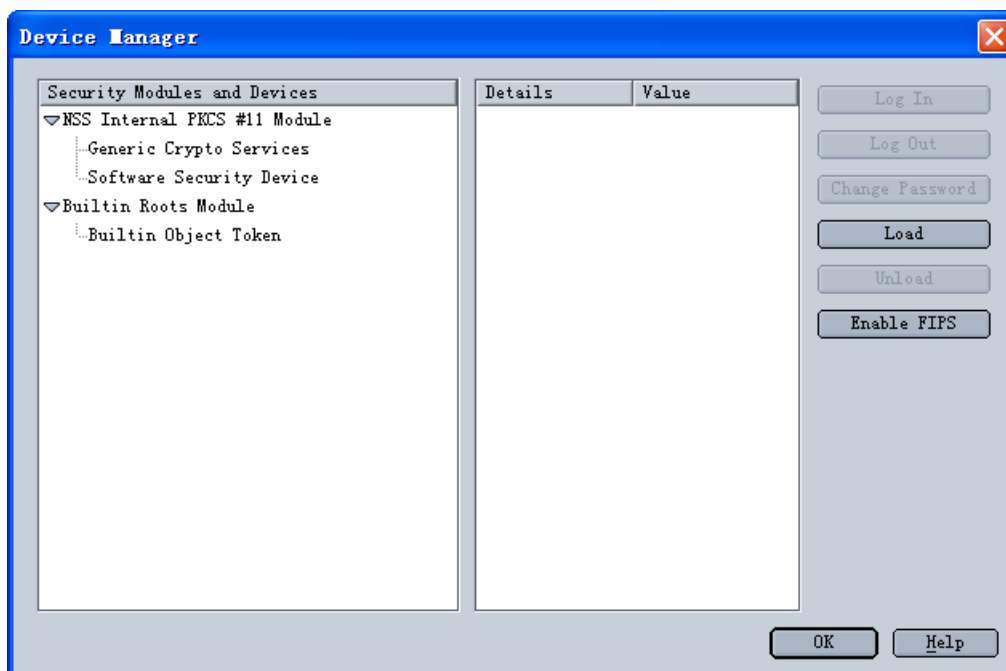 Device Manager
Security Modules and Devices
Details Value
NSS Internal PKCS #11 Module
Generic Crypto Services
Software Security Device
Builtin Roots Module
Builtin Object Token
Log In
Log Out
Change Password
Load
Unload
Enable FIPS
OK Help